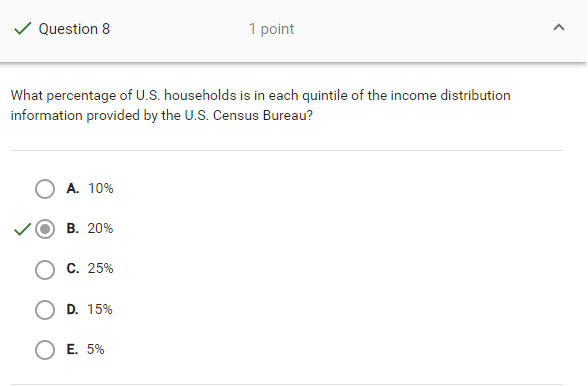 Question 8 1 point
What percentage of U.S. households is in each quintile of the income distribution
information provided by the U.S. Census Bureau?
A. 10%
B. 20%
C. 25%
D. 15%
E. 5%